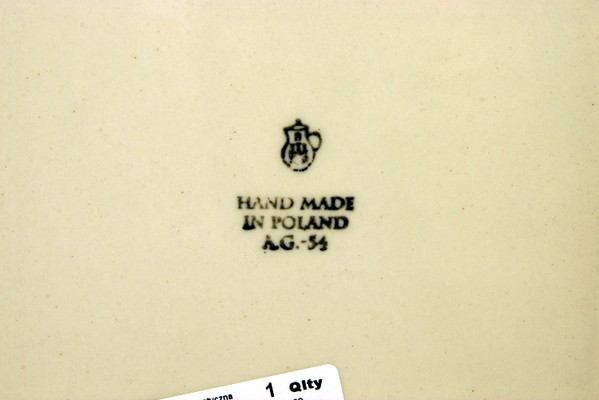 HAND MADE
IN POLAND
A.G.-54
1 Qlty